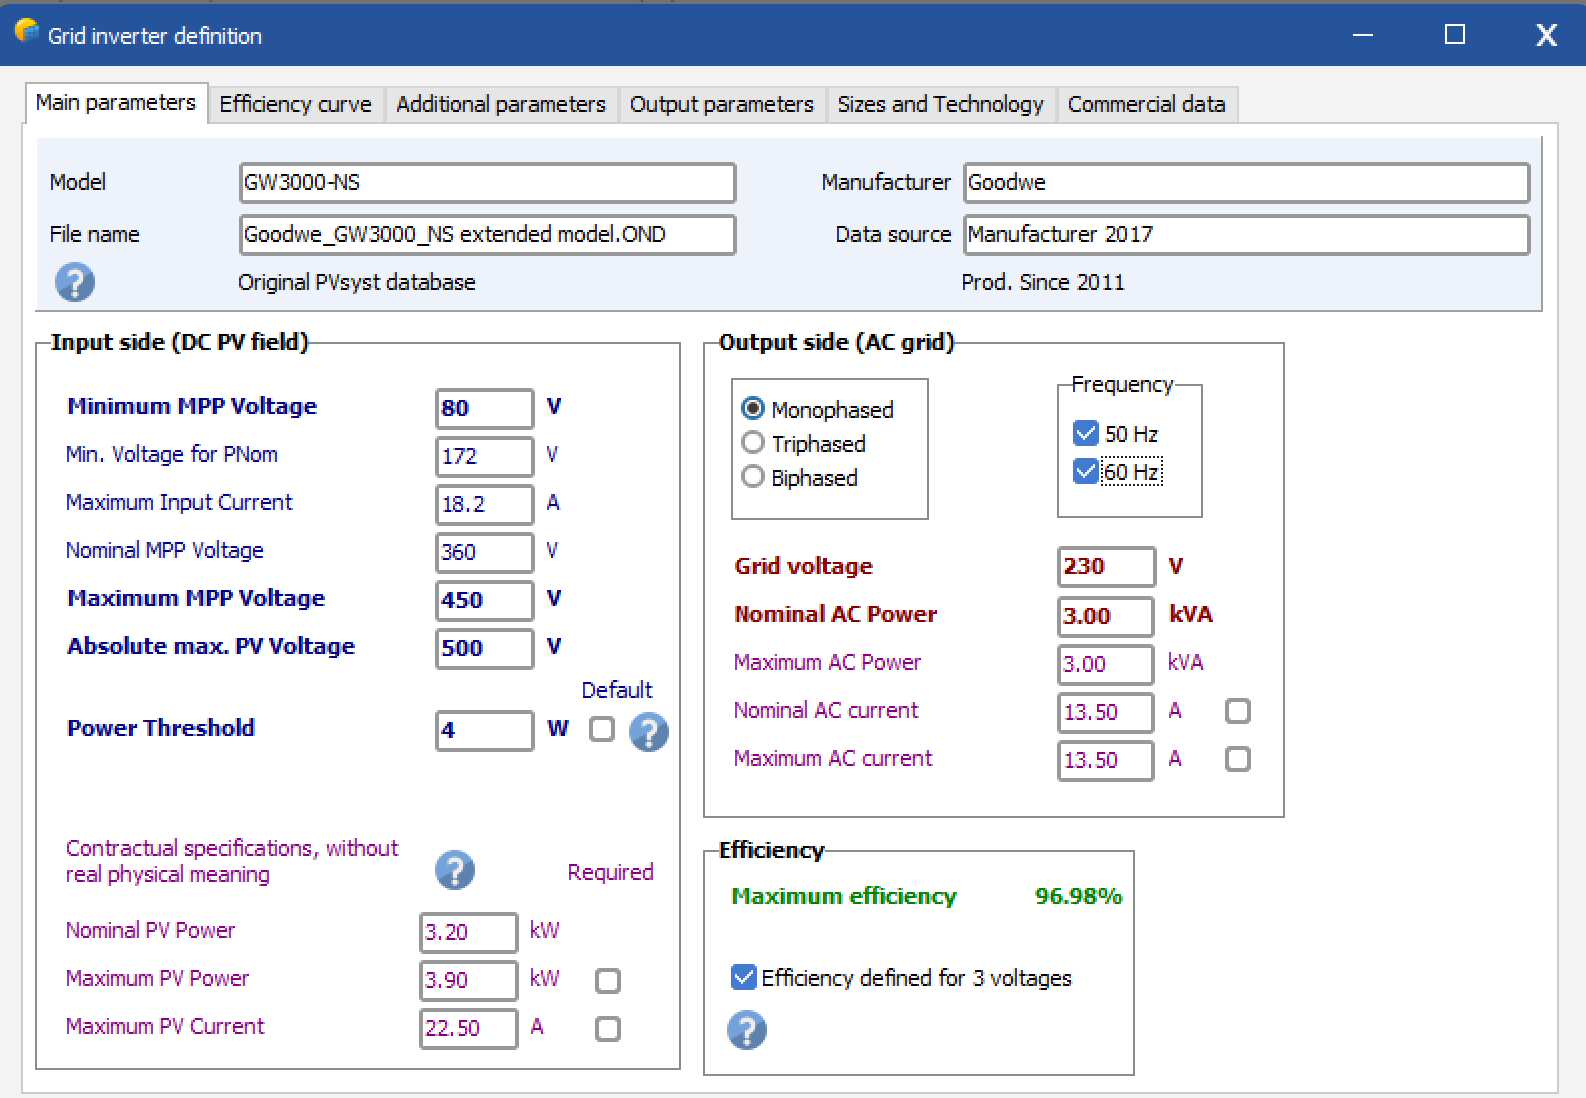 Grid inverter definition
Main parameters Efficiency curve Additional parameters Output parameters Sizes and Technology Commercial data
Model GW3000-NS Manufacturer Goodwe
File name Goodwe_GW3000_NS extended model.OND Data source Manufacturer 2017
Original PVsyst database Prod. Since 2011
Input side (DC PV field)
Minimum MPP Voltage 80 V
Min. Voltage for PNom 172 V
Maximum Input Current 18.2 A
Nominal MPP Voltage 360 V
Maximum MPP Voltage 450 V
Absolute max. PV Voltage 500 V
Default
Power Threshold 4 W
Contractual specifications, without
real physical meaning
Required
Nominal PV Power 3.20 kW
Maximum PV Power 3.90 kW
Maximum PV Current 22.50 A
Output side (AC grid)
Monophased
Triphased
Biphased
Frequency
50 Hz
60 Hz
Grid voltage 230 V
Nominal AC Power 3.00 kVA
Maximum AC Power 3.00 kVA
Nominal AC current 13.50 A
Maximum AC current 13.50 A
Efficiency
Maximum efficiency 96.98%
Efficiency defined for 3 voltages